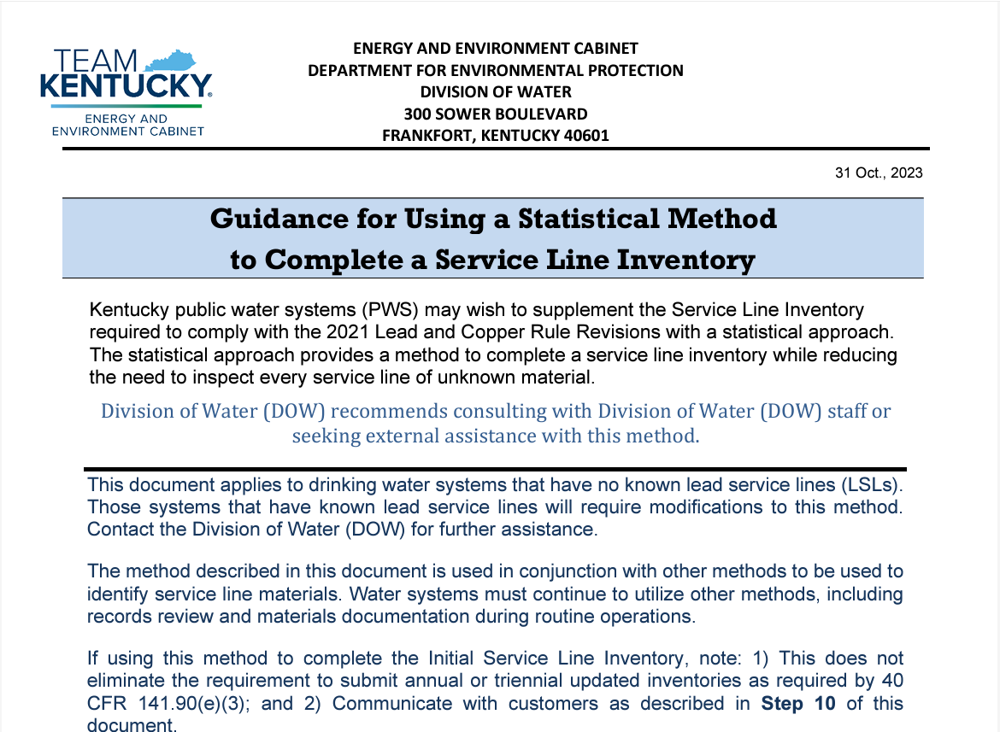 TEAM
KENTUCKY®
ENERGY AND
ENVIRONMENT CABINET
ENERGY AND ENVIRONMENT CABINET
DEPARTMENT FOR ENVIRONMENTAL PROTECTION
DIVISION OF WATER
300 SOWER BOULEVARD
FRANKFORT, KENTUCKY 40601
31 Oct., 2023
Guidance for Using a Statistical Method
to Complete a Service Line Inventory
Kentucky public water systems (PWS) may wish to supplement the Service Line Inventory
required to comply with the 2021 Lead and Copper Rule Revisions with a statistical approach.
The statistical approach provides a method to complete a service line inventory while reducing
the need to inspect every service line of unknown material.
Division of Water (DOW) recommends consulting with Division of Water (DOW) staff or
seeking external assistance with this method.
This document applies to drinking water systems that have no known lead service lines (LSLs).
Those systems that have known lead service lines will require modifications to this method.
Contact the Division of Water (DOW) for further assistance.
The method described in this document is used in conjunction with other methods to be used to
identify service line materials. Water systems must continue to utilize other methods, including
records review and materials documentation during routine operations.
If using this method to complete the Initial Service Line Inventory, note: 1) This does not
eliminate the requirement to submit annual or triennial updated inventories as required by 40
CFR 141.90(e)(3); and 2) Communicate with customers as described in Step 10 of this
document.